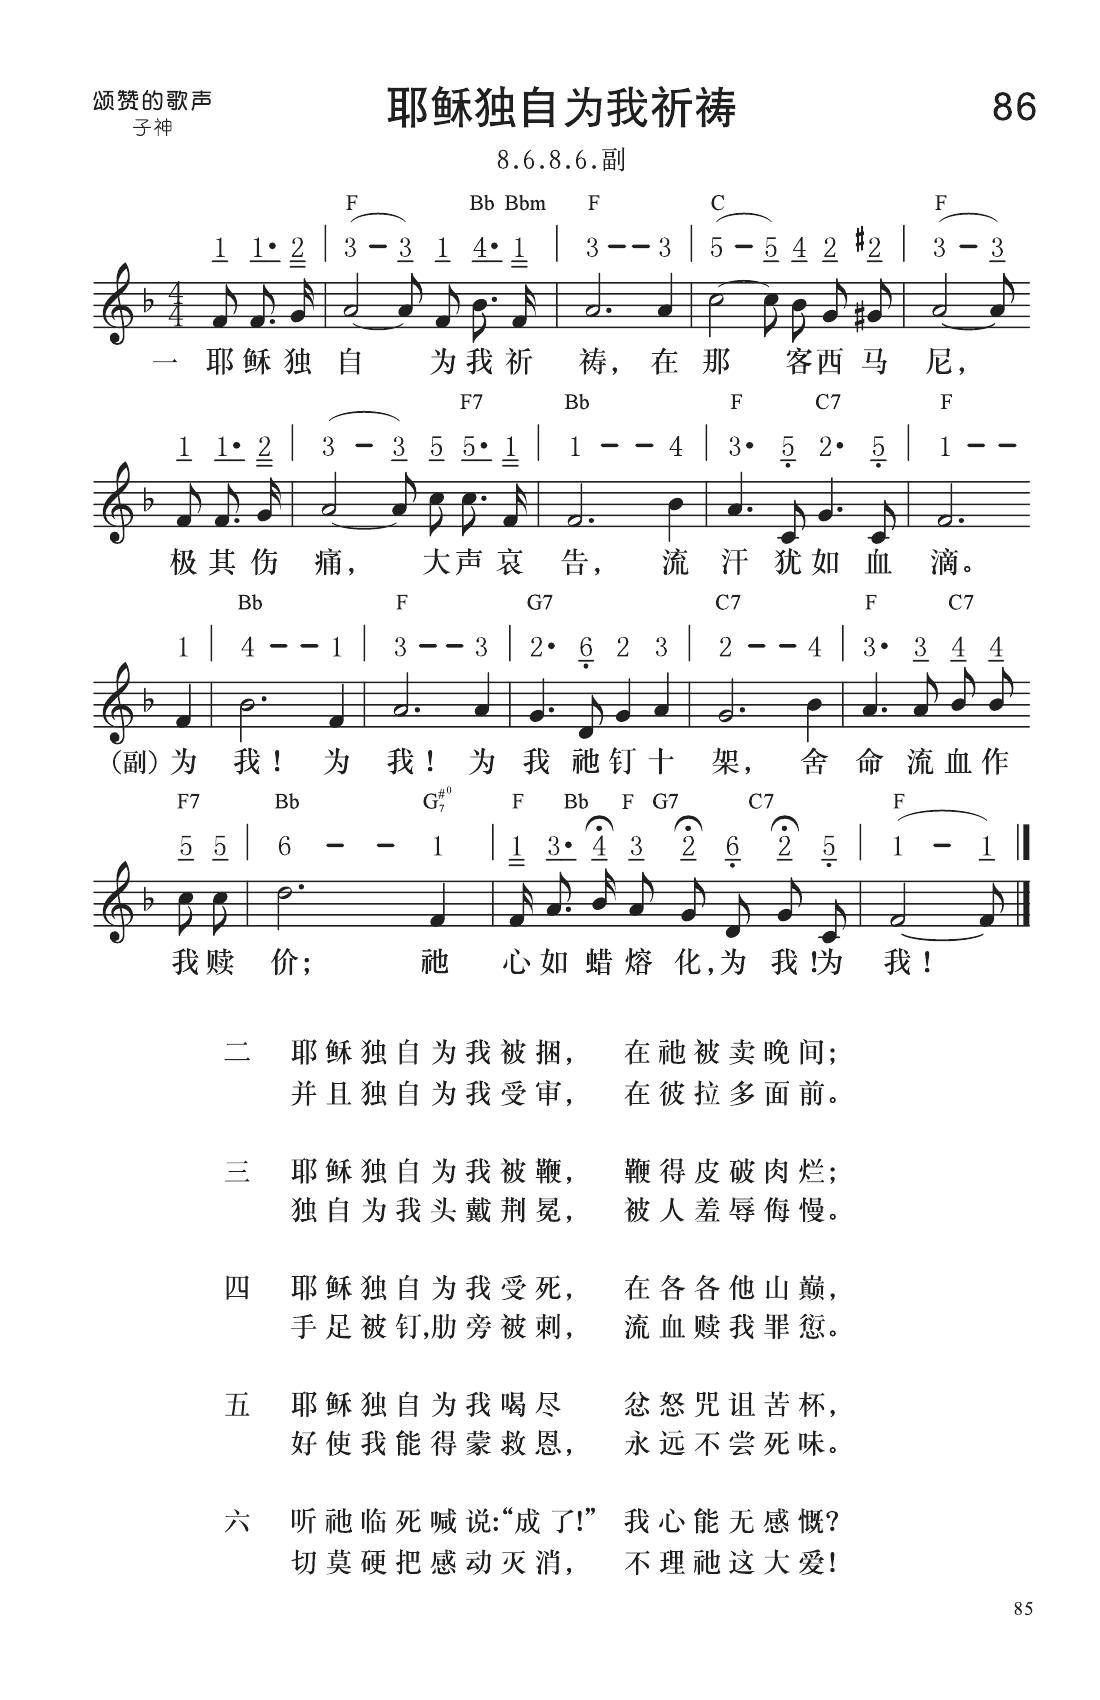 颂赞的歌声
子神
耶稣独自为我祈祷
86
8.6.8.6.副
F Bb Bbm F C F
1 1· 2 | 3 - 3 1 4· 1 | 3 - - 3 | 5 - 5 4 2 #2 | 3 - 3
一 耶稣独自 为我祈祷，在那 客西马尼，
F7 Bb F C7 F
1 1· 2 | 3 - 3 5 5· 1 | 1 - - 4 | 3· 5 2· 5 | 1 - -
极其伤痛， 大声哀告， 流汗犹如血滴。
Bb F G7 C7 F C7
1 | 4 - - 1 | 3 - - 3 | 2· 6 2 3 | 2 - - 4 | 3· 3 4 4
（副）为我！为我！为我祂钉十架， 舍命流血作
F7 Bb G#0 7 F Bb F G7 C7 F
5 5 | 6 - - 1 | 1 3· 4 3 2 6 2 5 | 1 - 1
我赎价； 祂心如蜡熔化，为我！为我！
二 耶稣独自为我被捆， 在祂被卖晚间；
并且独自为我受审， 在彼拉多面前。
三 耶稣独自为我被鞭， 鞭得皮破肉烂；
独自为我头戴荆冕， 被人羞辱侮慢。
四 耶稣独自为我受死， 在各各他山巅，
手足被钉，肋旁被刺， 流血赎我罪愆。
五 耶稣独自为我喝尽 忿怒咒诅苦杯，
好使我能得蒙救恩， 永远不尝死味。
六 听祂临死喊说：“成了！” 我心能无感慨？
切莫硬把感动灭消， 不理祂这大爱！
85